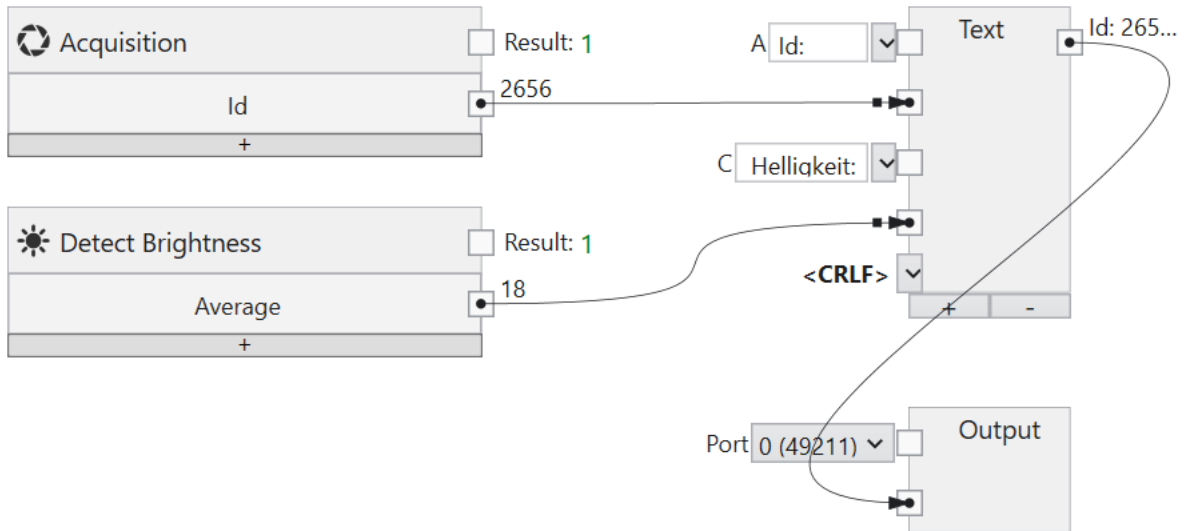 Acquisition
Result: 1
Id
2656
+
Detect Brightness
Result: 1
Average
18
+
A Id:
C Helligkeit:
<CRLF>
Text
Id: 265...
+ -
Port 0 (49211)
Output